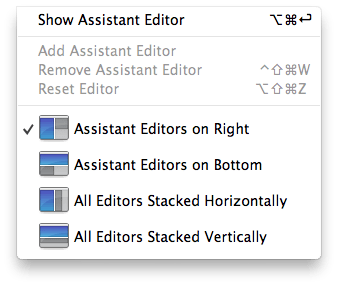 Show Assistant Editor ⌥⌘↩
Add Assistant Editor
Remove Assistant Editor ^⇧⌘W
Reset Editor ⌥⇧⌘Z
✓ Assistant Editors on Right
Assistant Editors on Bottom
All Editors Stacked Horizontally
All Editors Stacked Vertically